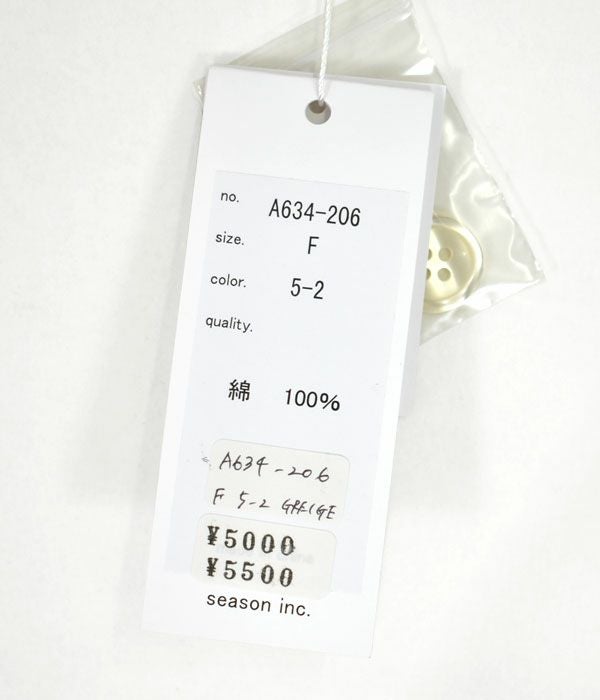 no. A634-206
size. F
color. 5-2
quality.
綿 100%
A634-206
F 5-2 GREIGE
¥5000
¥5500
season inc.